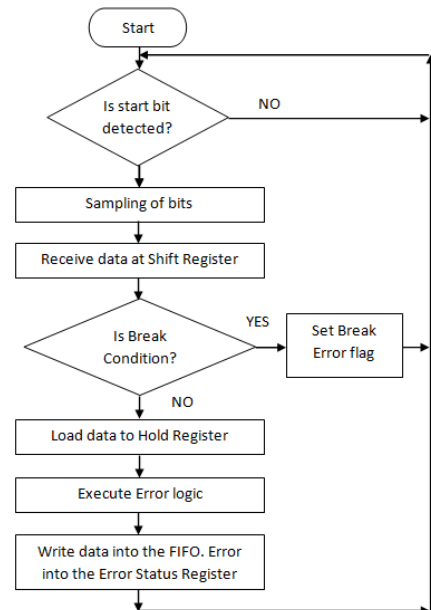 Start
Is start bit
detected?
NO
Sampling of bits
Receive data at Shift Register
Is Break
Condition?
YES
Set Break
Error flag
NO
Load data to Hold Register
Execute Error logic
Write data into the FIFO. Error
into the Error Status Register